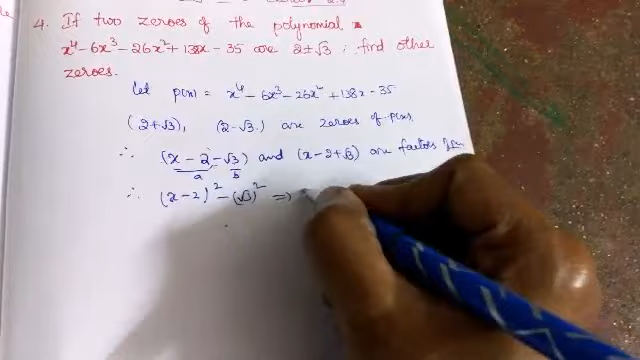 4. If two zeroes of the polynomial
x⁴ - 6x³ - 26x² + 138x - 35 are 2±√3 : find other
zeroes.
Let p(x) = x⁴ - 6x³ - 26x² + 138x - 35
(2+√3), (2-√3) are zeroes of p(x).
∴ (x - 2 - √3) and (x - 2 + √3) are factors
a b
∴ (x - 2)² - (√3)² ⇒